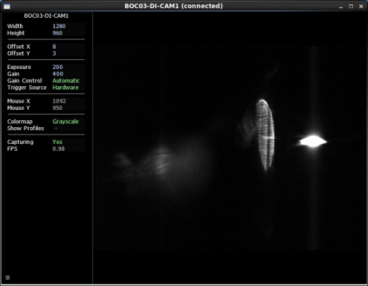 BOC03-DI-CAM1 (connected)
BOC03-DI-CAM1
Width 1280
Height 960
Offset X 8
Offset Y 3
Exposure 200
Gain 400
Gain Control Automatic
Trigger Source Hardware
Mouse X 1092
Mouse Y 950
Colormap Grayscale
Show Profiles -
Capturing Yes
FPS 0.98